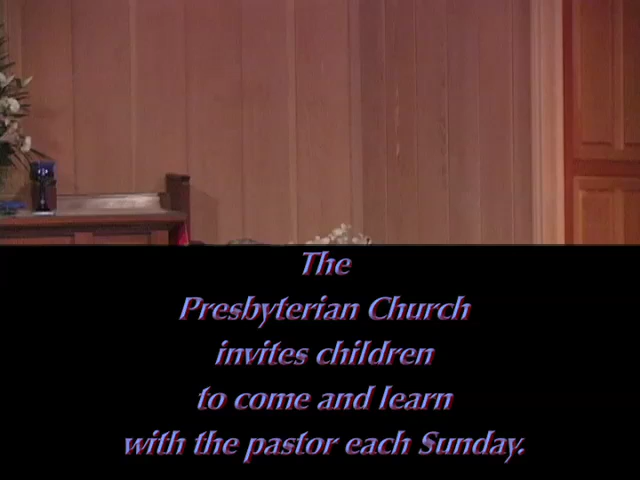 The
Presbyterian Church
invites children
to come and learn
with the pastor each Sunday.